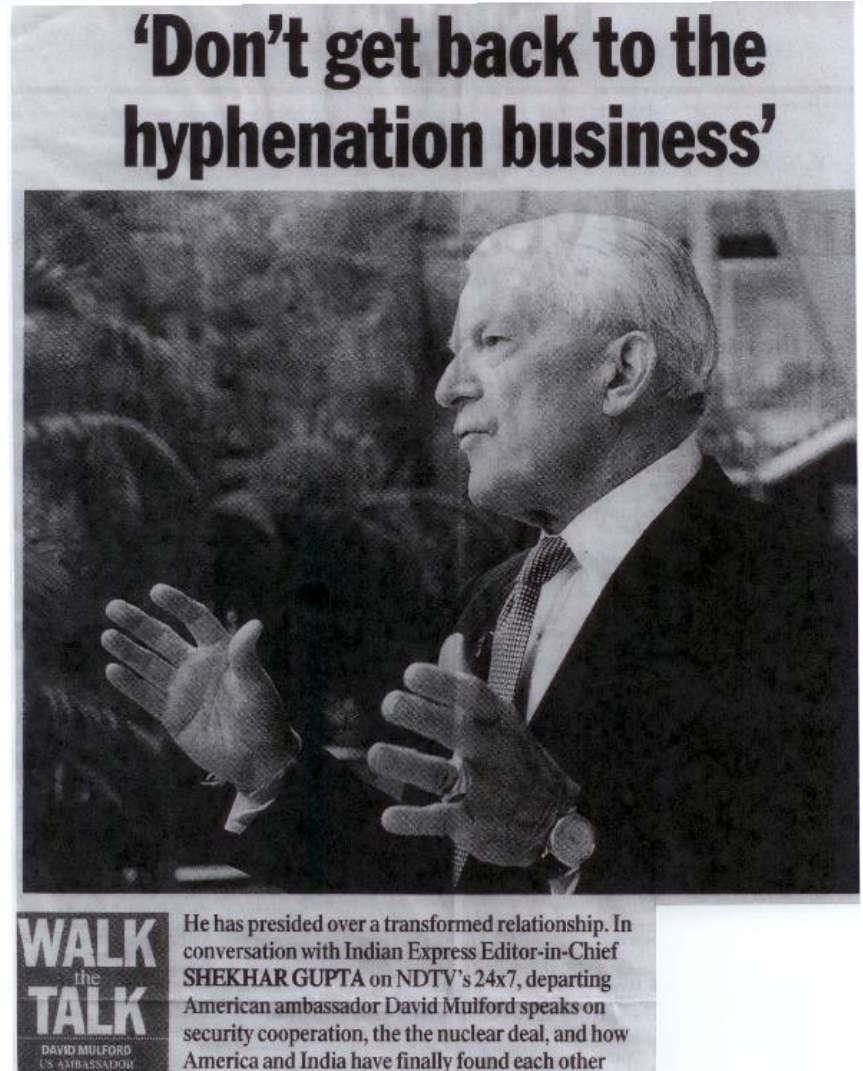 ‘Don’t get back to the
hyphenation business’
WALK
the
TALK
DAVID MULFORD
US AMBASSADOR
He has presided over a transformed relationship. In
conversation with Indian Express Editor-in-Chief
SHEKHAR GUPTA on NDTV’s 24x7, departing
American ambassador David Mulford speaks on
security cooperation, the the nuclear deal, and how
America and India have finally found each other